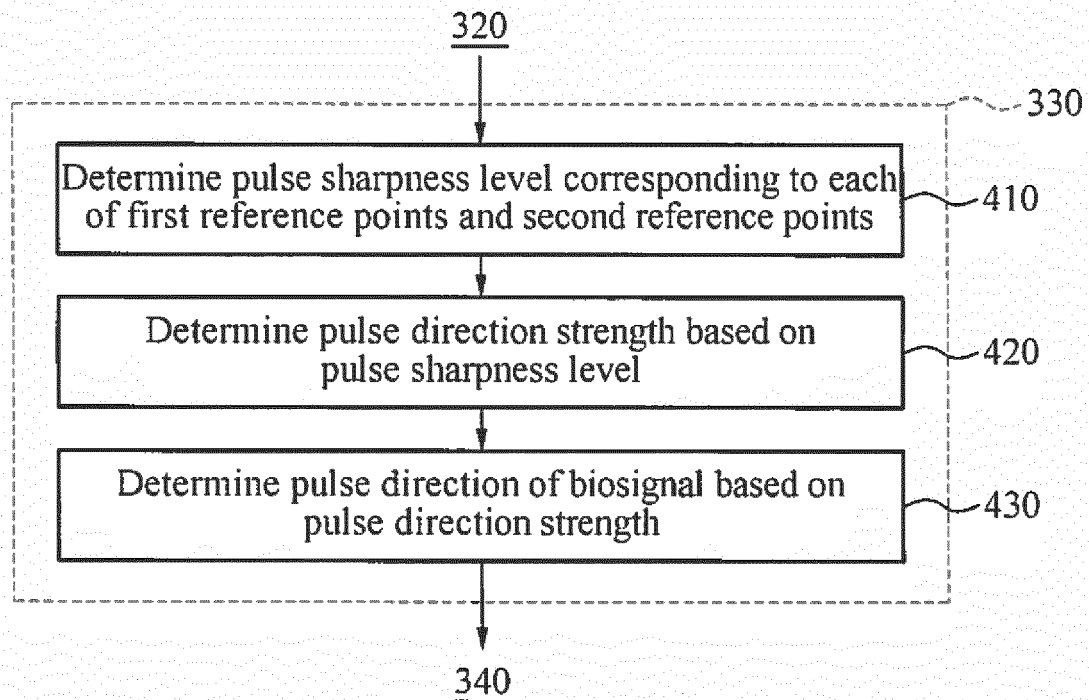 320
330
Determine pulse sharpness level corresponding to each
of first reference points and second reference points
410
Determine pulse direction strength based on
pulse sharpness level
420
Determine pulse direction of biosignal based on
pulse direction strength
430
340